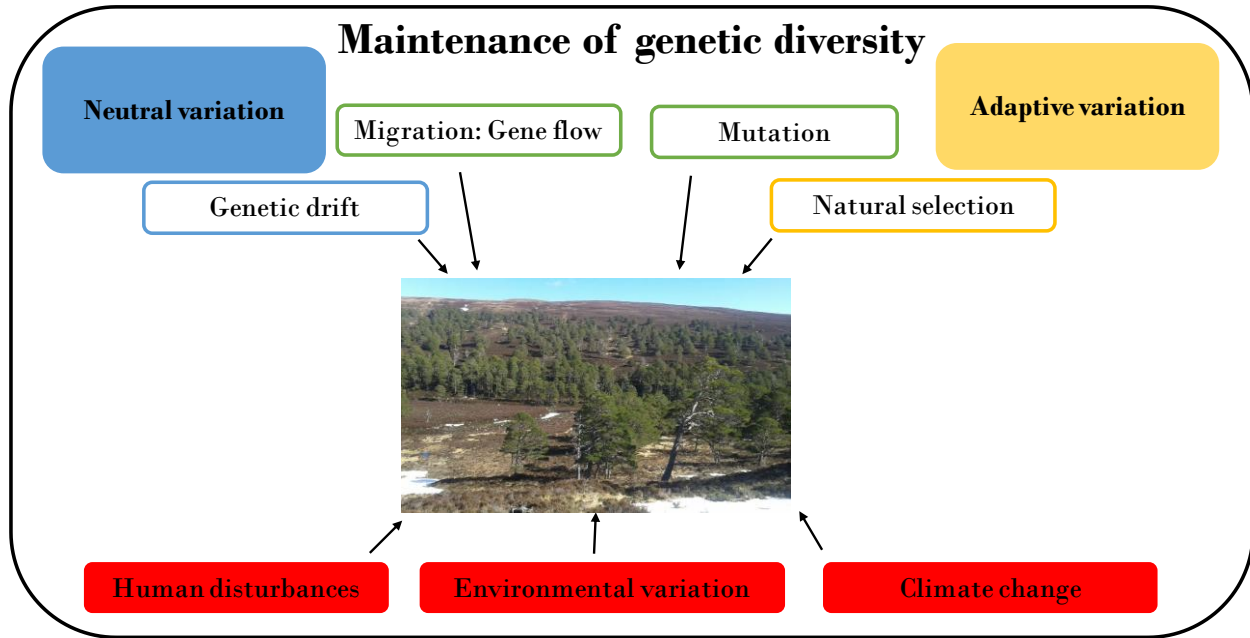 Maintenance of genetic diversity
Neutral variation
Adaptive variation
Migration: Gene flow
Mutation
Genetic drift
Natural selection
Human disturbances
Environmental variation
Climate change